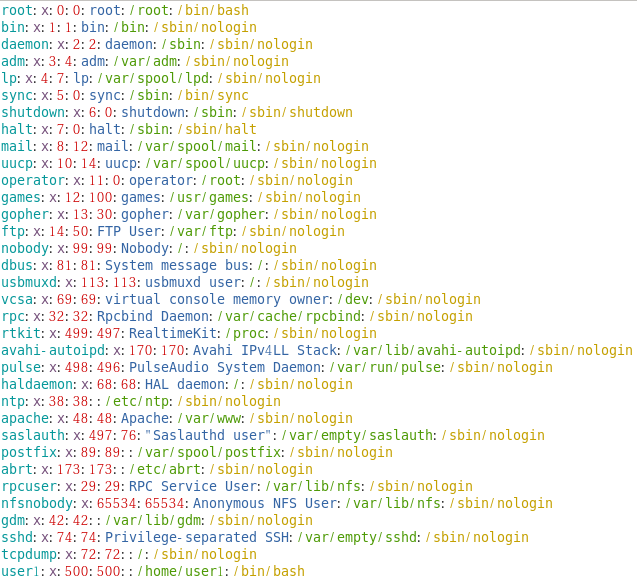 root:x:0:0:root:/root:/bin/bash
bin:x:1:1:bin:/bin:/sbin/nologin
daemon:x:2:2:daemon:/sbin:/sbin/nologin
adm:x:3:4:adm:/var/adm:/sbin/nologin
lp:x:4:7:lp:/var/spool/lpd:/sbin/nologin
sync:x:5:0:sync:/sbin:/bin/sync
shutdown:x:6:0:shutdown:/sbin:/sbin/shutdown
halt:x:7:0:halt:/sbin:/sbin/halt
mail:x:8:12:mail:/var/spool/mail:/sbin/nologin
uucp:x:10:14:uucp:/var/spool/uucp:/sbin/nologin
operator:x:11:0:operator:/root:/sbin/nologin
games:x:12:100:games:/usr/games:/sbin/nologin
gopher:x:13:30:gopher:/var/gopher:/sbin/nologin
ftp:x:14:50:FTP User:/var/ftp:/sbin/nologin
nobody:x:99:99:Nobody:/:/sbin/nologin
dbus:x:81:81:System message bus:/:/sbin/nologin
usbmuxd:x:113:113:usbmuxd user:/:/sbin/nologin
vcsa:x:69:69:virtual console memory owner:/dev:/sbin/nologin
rpc:x:32:32:Rpcbind Daemon:/var/cache/rpcbind:/sbin/nologin
rtkit:x:499:497:RealtimeKit:/proc:/sbin/nologin
avahi-autoipd:x:170:170:Avahi IPv4LL Stack:/var/lib/avahi-autoipd:/sbin/nologin
pulse:x:498:496:PulseAudio System Daemon:/var/run/pulse:/sbin/nologin
haldaemon:x:68:68:HAL daemon:/:/sbin/nologin
ntp:x:38:38::/etc/ntp:/sbin/nologin
apache:x:48:48:Apache:/var/www:/sbin/nologin
saslauth:x:497:76:"Saslauthd user":/var/empty/saslauth:/sbin/nologin
postfix:x:89:89::/var/spool/postfix:/sbin/nologin
abrt:x:173:173::/etc/abrt:/sbin/nologin
rpcuser:x:29:29:RPC Service User:/var/lib/nfs:/sbin/nologin
nfsnobody:x:65534:65534:Anonymous NFS User:/var/lib/nfs:/sbin/nologin
gdm:x:42:42::/var/lib/gdm:/sbin/nologin
sshd:x:74:74:Privilege-separated SSH:/var/empty/sshd:/sbin/nologin
tcpdump:x:72:72::/:/sbin/nologin
user1:x:500:500::/home/user1:/bin/bash